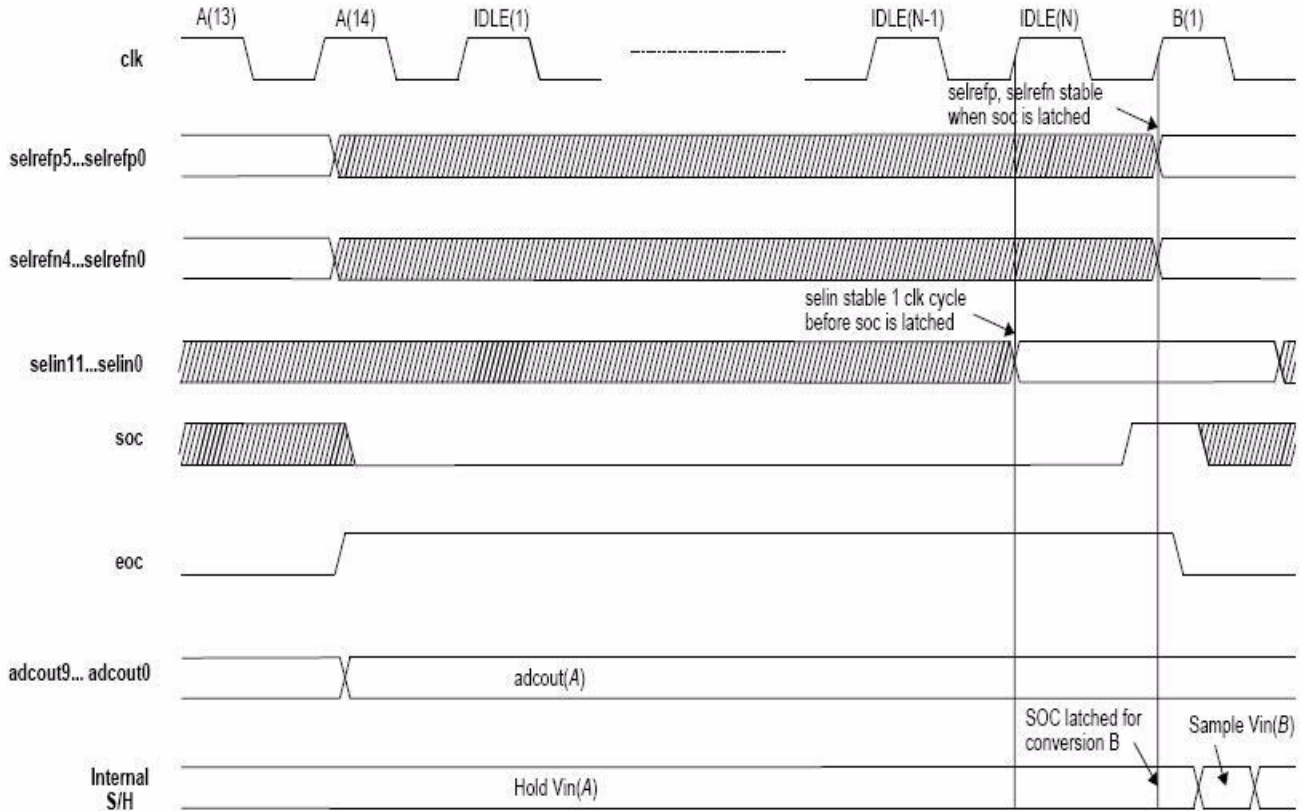 A(13) A(14) IDLE(1) IDLE(N-1) IDLE(N) B(1)
clk
selrefp, selrefn stable
when soc is latched
selrefp5...selrefp0
selrefn4...selrefn0
selin stable 1 clk cycle
before soc is latched
selin11...selin0
soc
eoc
adcout9... adcout0
adcout(A)
SOC latched for
conversion B
Sample Vin(B)
Internal
S/H
Hold Vin(A)